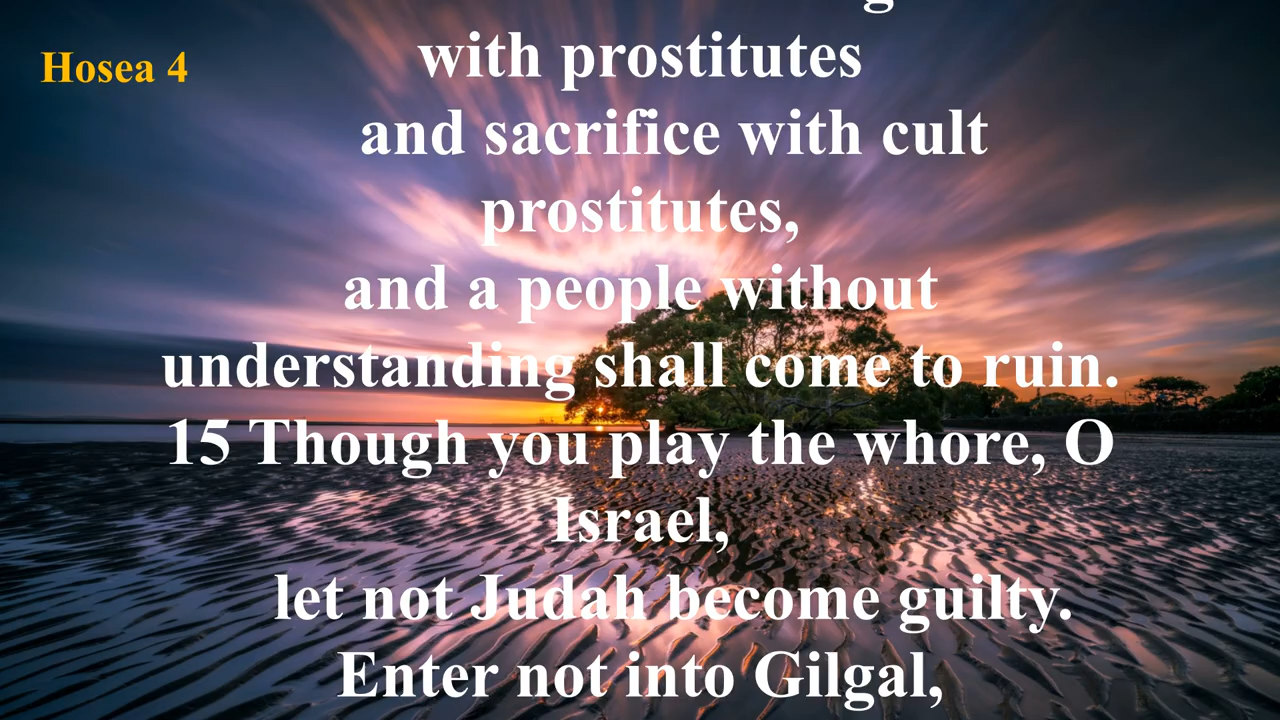 Hosea 4
with prostitutes
and sacrifice with cult
prostitutes,
and a people without
understanding shall come to ruin.
15 Though you play the whore, O
Israel,
let not Judah become guilty.
Enter not into Gilgal,